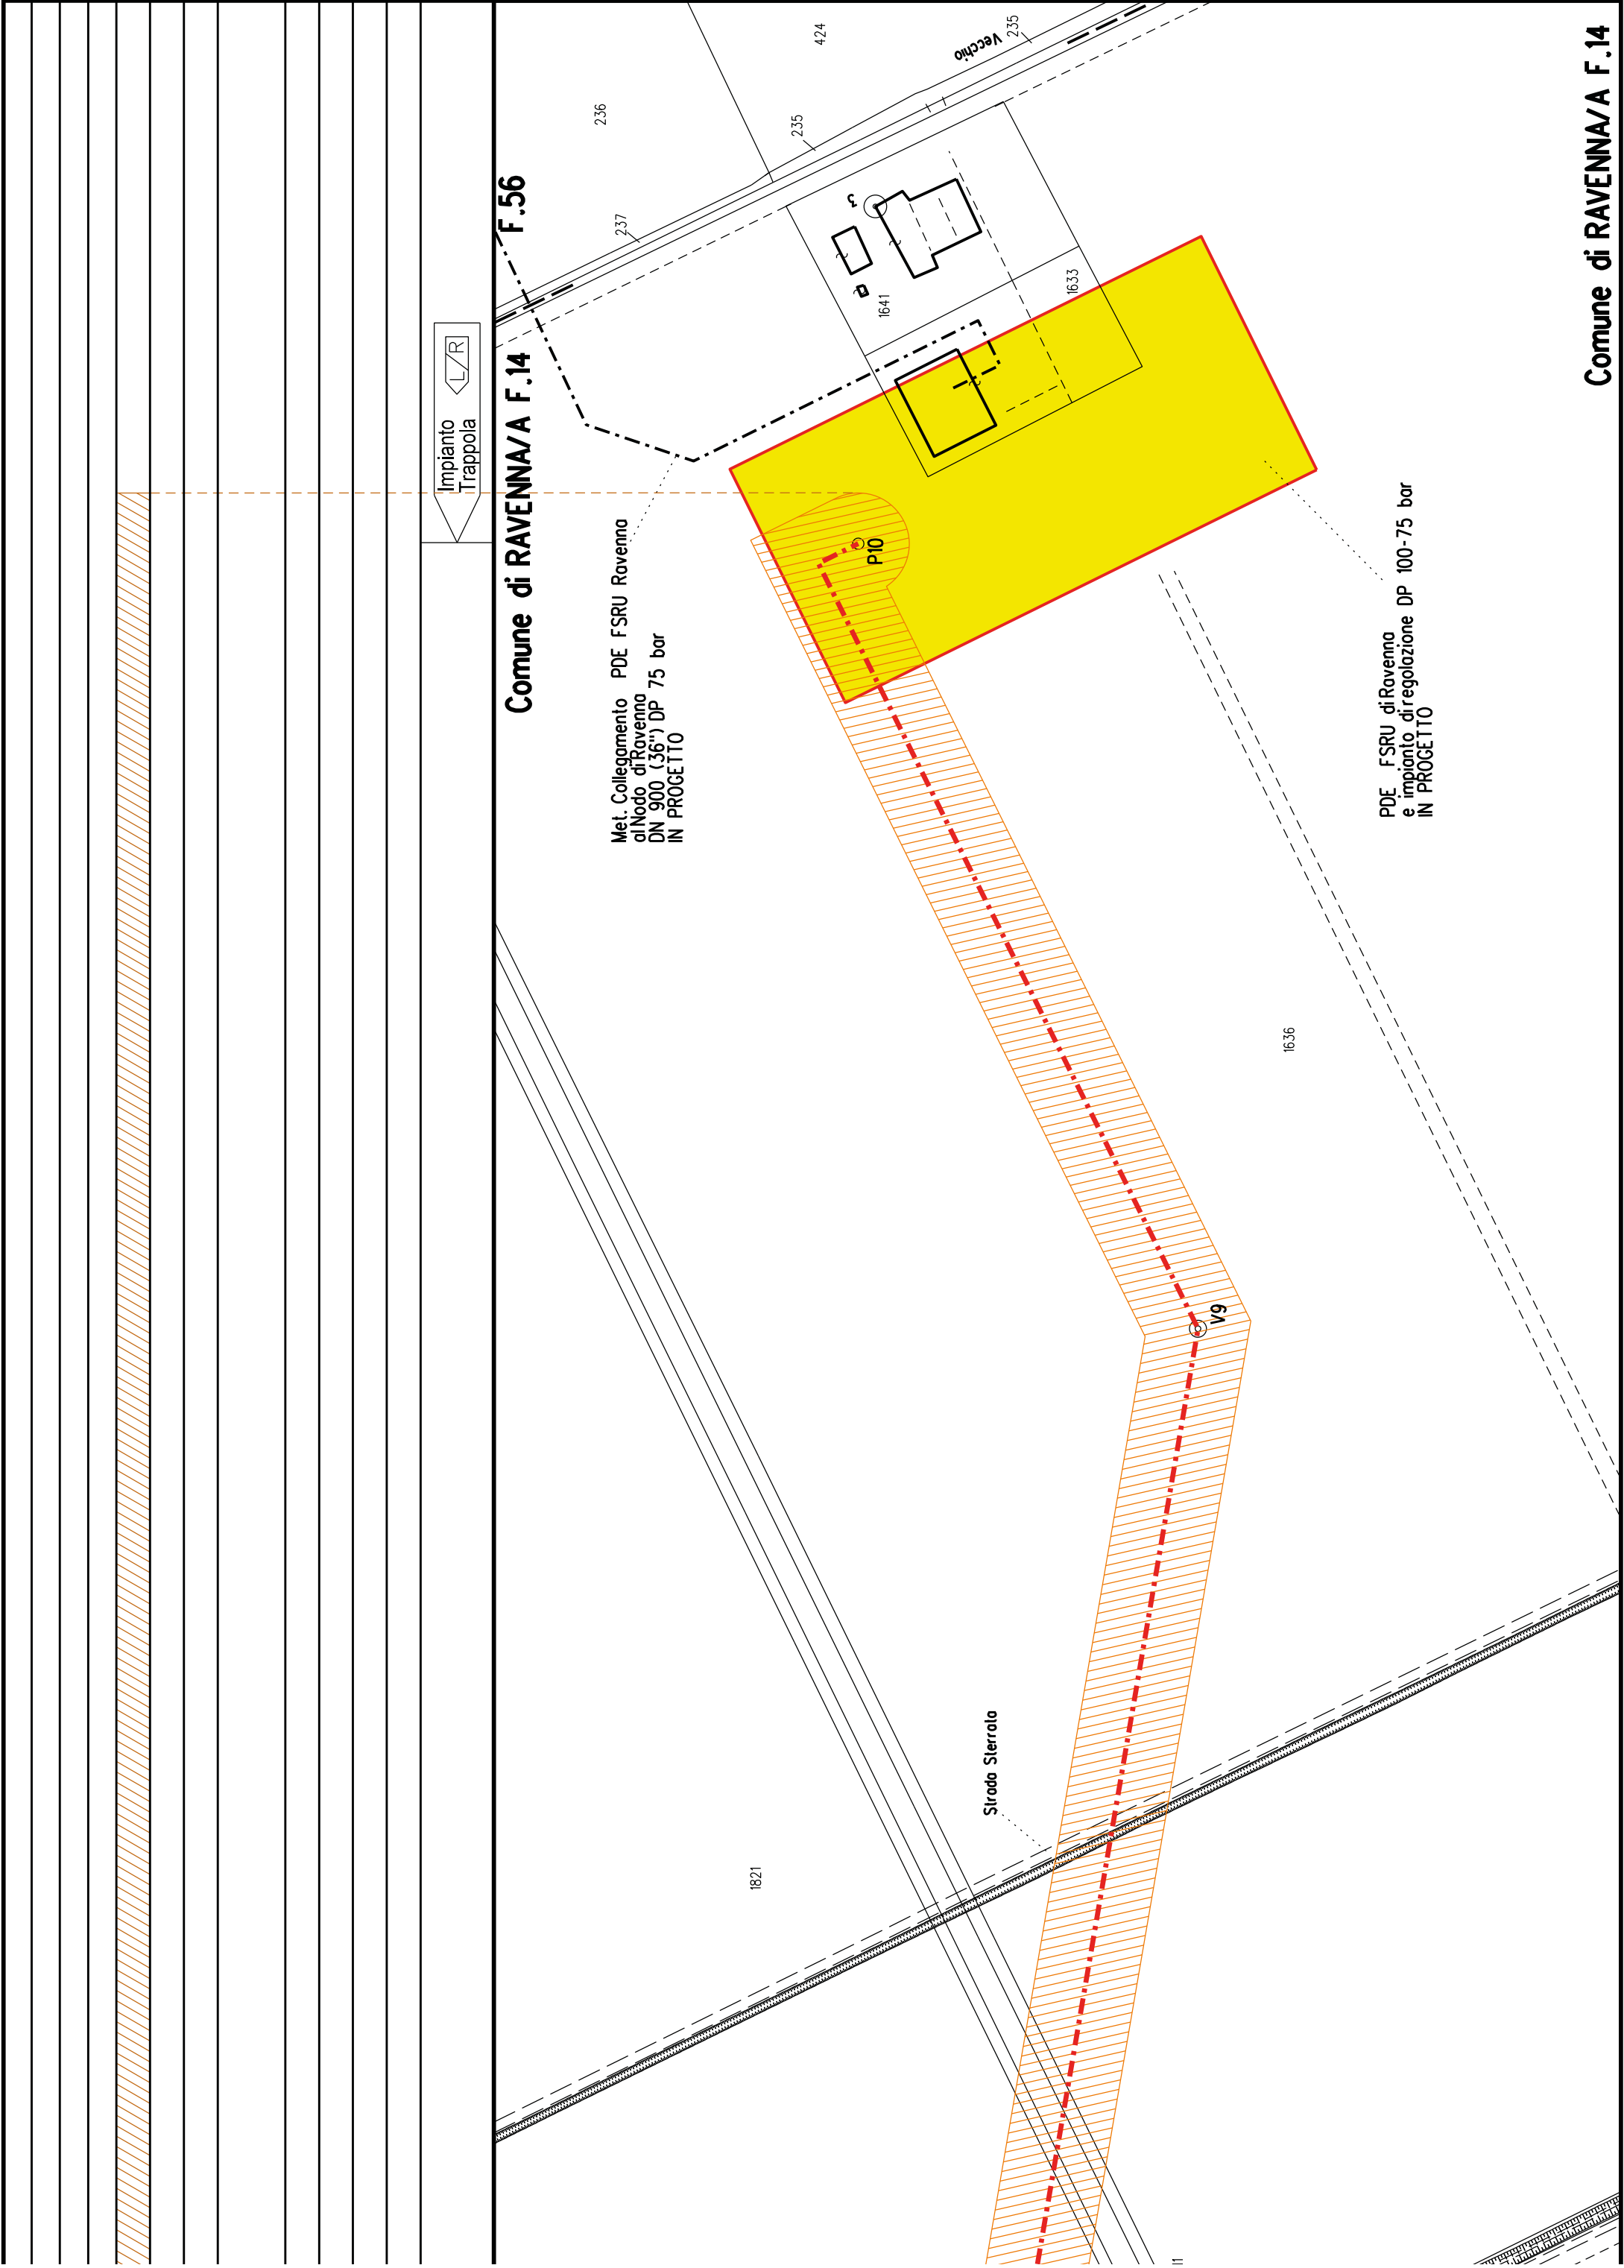 Impianto
Trappola
L/R
Comune di RAVENNA/A F.14
F.56
Met. Collegamento PDE FSRU Ravenna
al Nodo di Ravenna
DN 900 (36") DP 75 bar
IN PROGETTO
236
237
424
235
Vecchio
235
3
1641
1633
P10
V9
PDE FSRU di Ravenna
e impianto di regolazione DP 100-75 bar
IN PROGETTO
1636
Strada Sterrata
1821
Comune di RAVENNA/A F.14